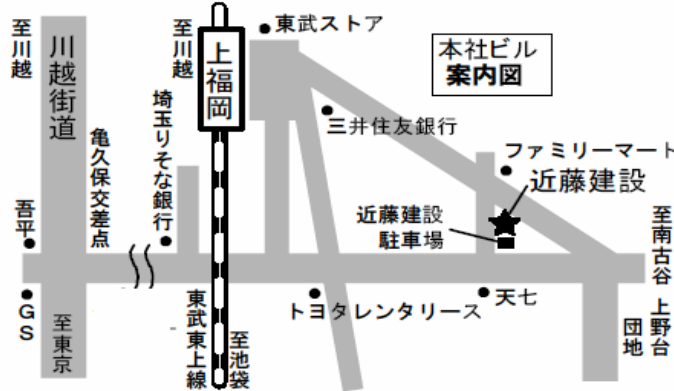 至川越
川越街道
亀久保交差点
吾平
GS
至東京
埼玉りそな銀行
至川越
上福岡
東武東上線
至池袋
東武ストア
本社ビル
案内図
三井住友銀行
ファミリーマート
近藤建設
近藤建設
駐車場
トヨタレンタリース
天七
至南古谷
上野台
団地